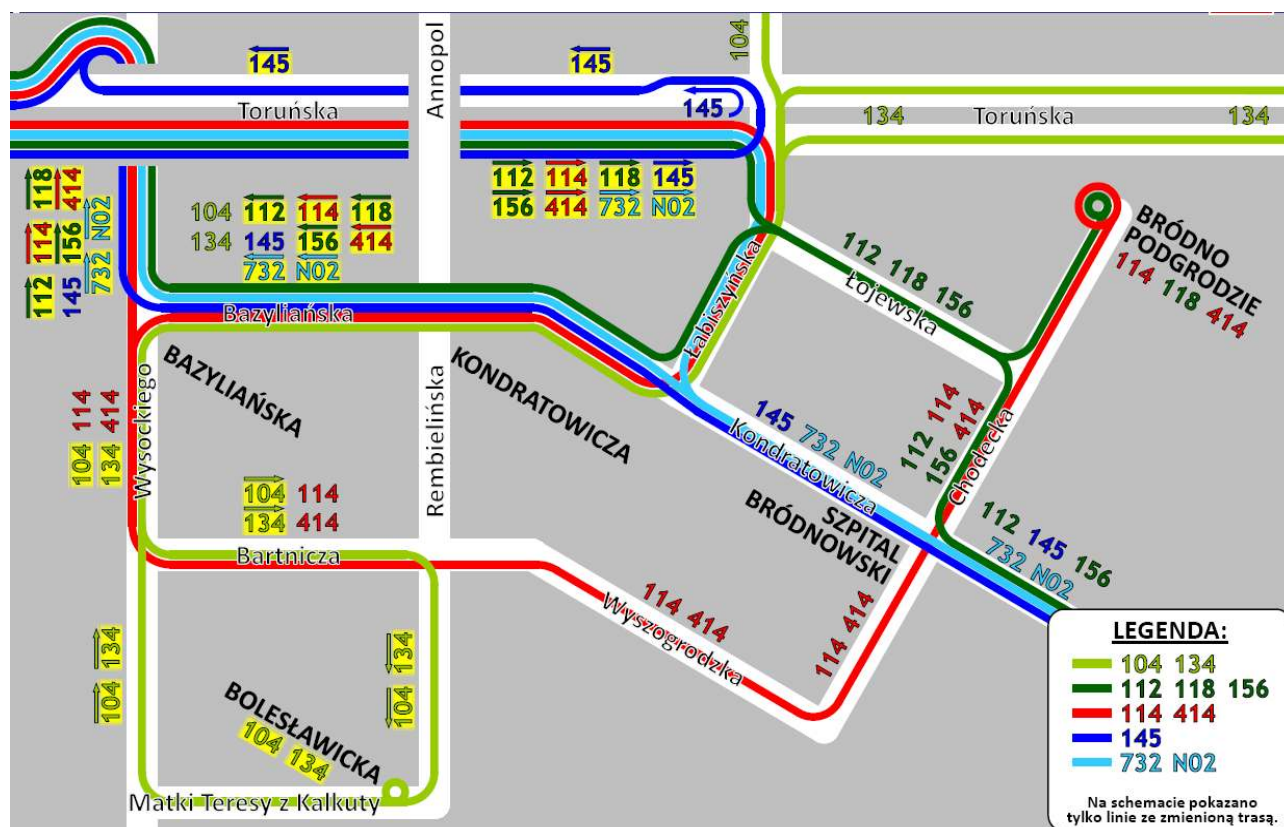 145
145
Annopol
104
Toruńska
145
134
Toruńska
134
118 414
114 156 N02
112 145 732
104 112 114 118
134 145 156 414
732 N02
112 114 118 145
156 414 732 N02
BRÓDNO
PODGRODZIE
114 118 414
112 118 156
Łojewska
Łabiszyńska
Bazyliańska
BAZYLIAŃSKA
KONDRATOWICZA
Rembielińska
Wysockiego
114 414
104 134
145 732 N02
Kondratowicza
112 114
156 414
Chodecka
SZPITAL
BRÓDNOWSKI
112 145 156
732 N02
104 114
134 414
Bartnicza
114 414
Wyszogrodzka
114 414
134
104
134
104
BOLESŁAWICKA
104 134
Matki Teresy z Kalkuty
LEGENDA:
104 134
112 118 156
114 414
145
732 N02
Na schemacie pokazano
tylko linie ze zmienioną trasą.